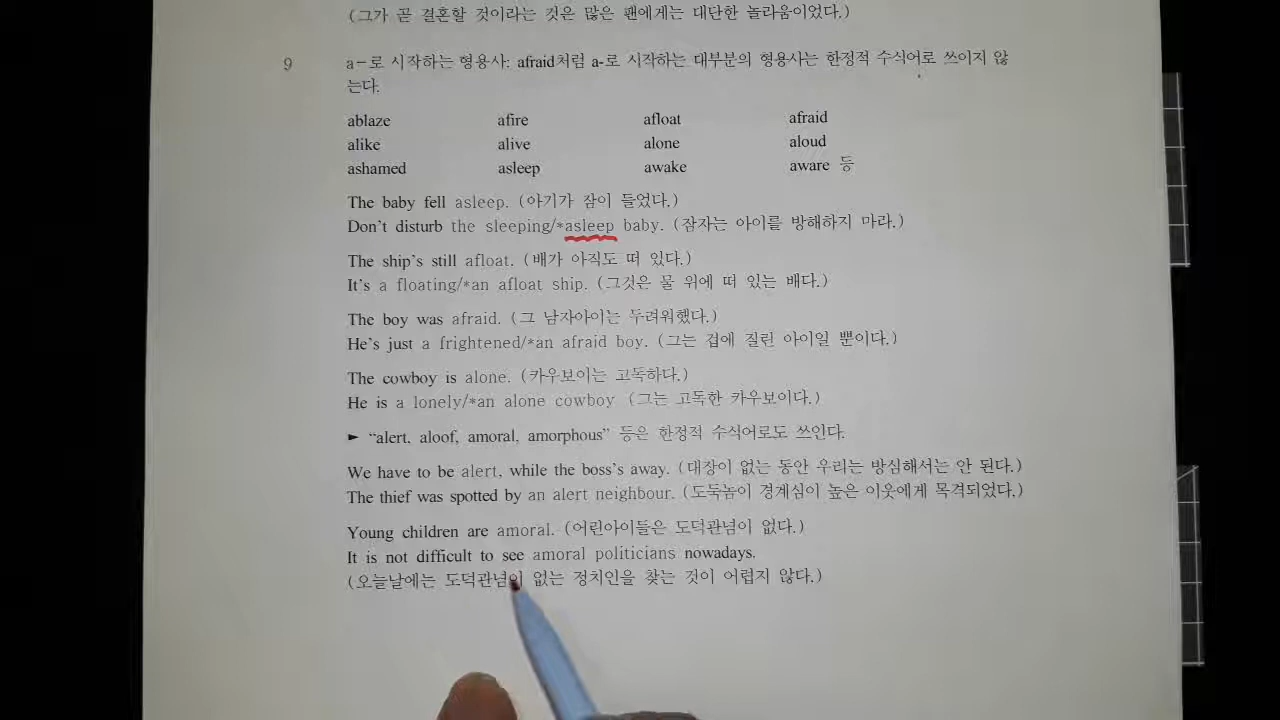 (그가 곧 결혼할 것이라는 것은 많은 팬에게는 대단한 놀라움이었다.)
9 a-로 시작하는 형용사: afraid처럼 a-로 시작하는 대부분의 형용사는 한정적 수식어로 쓰이지 않
는다.
ablaze afire afloat afraid
alike alive alone aloud
ashamed asleep awake aware 등
The baby fell asleep. (아기가 잠이 들었다.)
Don't disturb the sleeping/*asleep baby. (잠자는 아이를 방해하지 마라.)
The ship's still afloat. (배가 아직도 떠 있다.)
It's a floating/*an afloat ship. (그것은 물 위에 떠 있는 배다.)
The boy was afraid. (그 남자아이는 두려워했다.)
He's just a frightened/*an afraid boy. (그는 겁에 질린 아이일 뿐이다.)
The cowboy is alone. (카우보이는 고독하다.)
He is a lonely/*an alone cowboy. (그는 고독한 카우보이다.)
► “alert, aloof, amoral, amorphous” 등은 한정적 수식어로도 쓰인다.
We have to be alert, while the boss's away. (대장이 없는 동안 우리는 방심해서는 안 된다.)
The thief was spotted by an alert neighbour. (도둑놈이 경계심이 높은 이웃에게 목격되었다.)
Young children are amoral. (어린아이들은 도덕관념이 없다.)
It is not difficult to see amoral politicians nowadays.
(오늘날에는 도덕관념이 없는 정치인을 찾는 것이 어렵지 않다.)